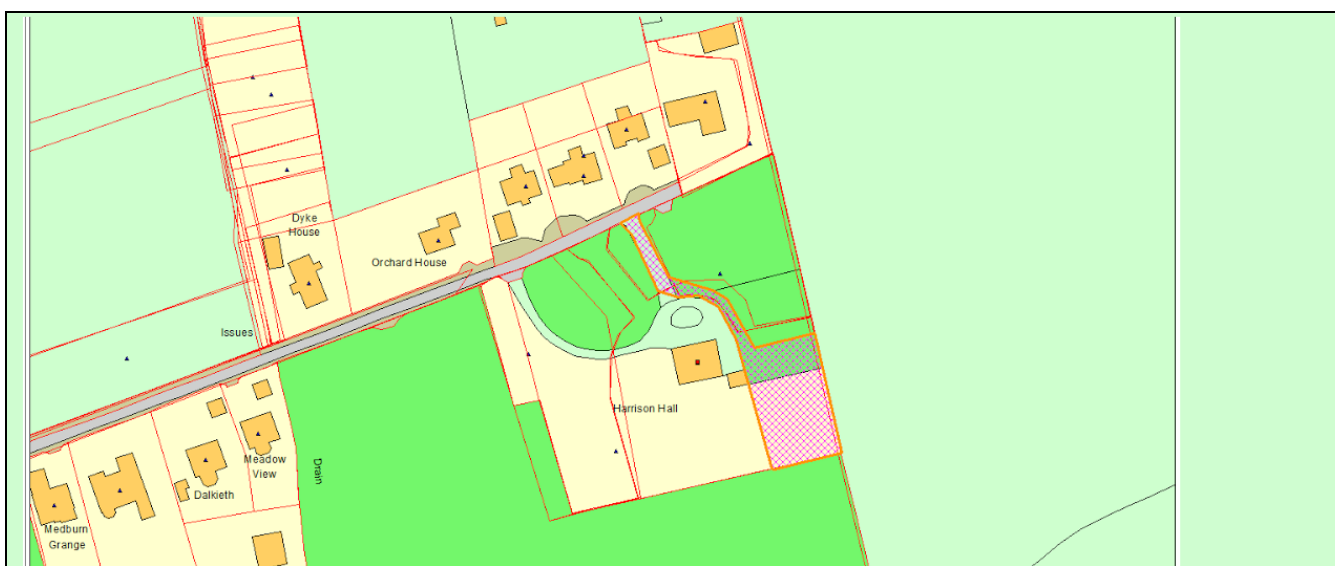 Dyke
House
Orchard House
Issues
Harrison Hall
Meadow
View
Drain
Dalkieth
Medburn
Grange